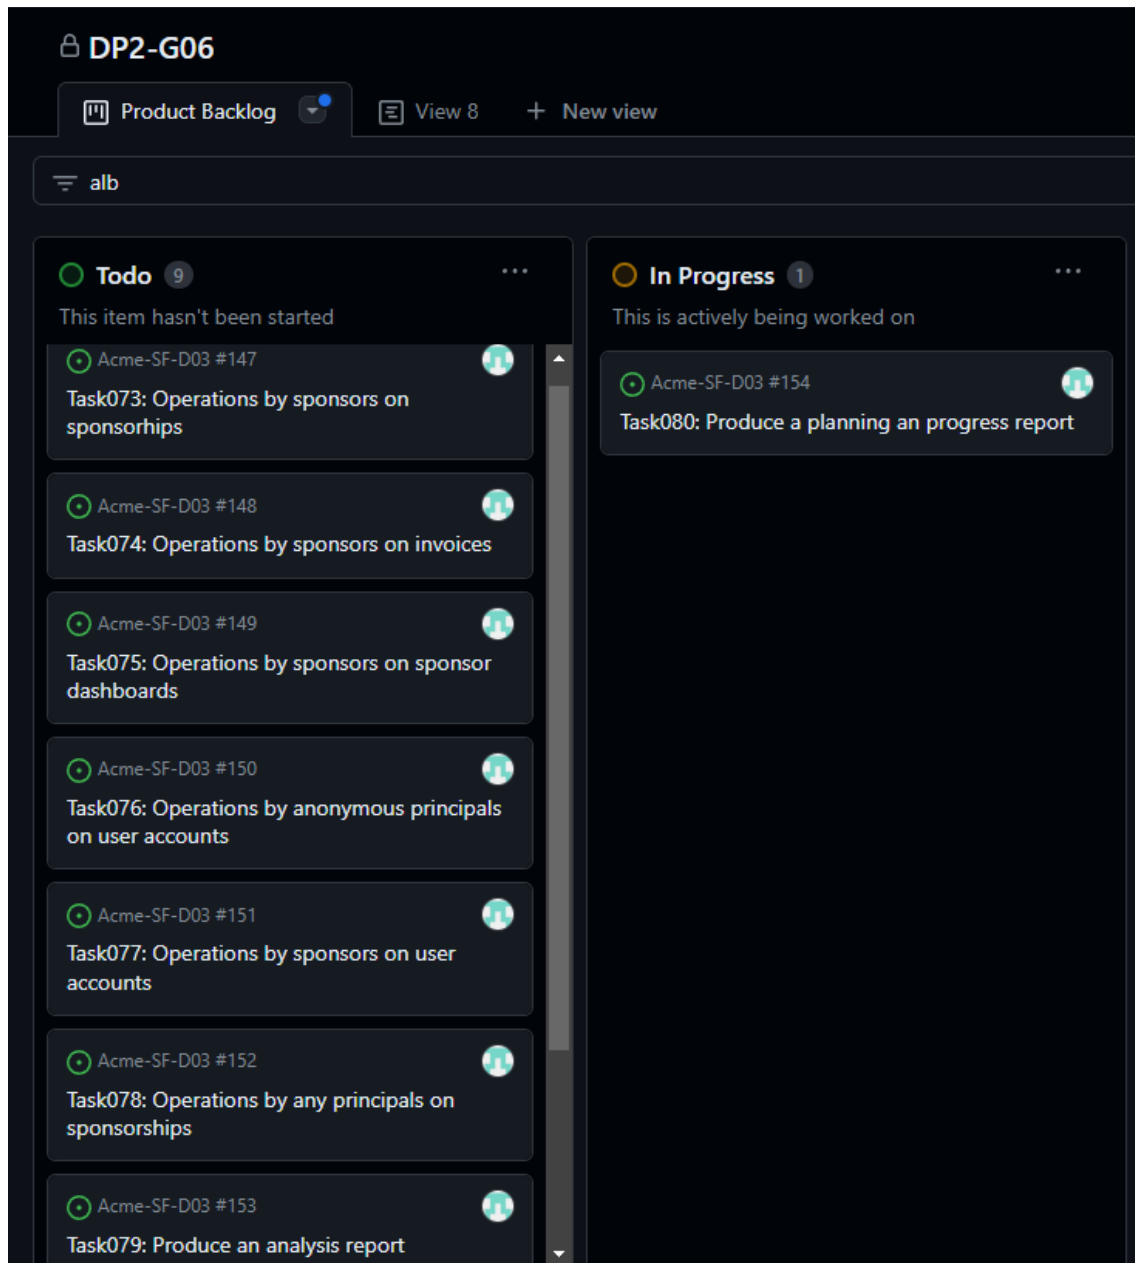 DP2-G06
Product Backlog
View 8
+ New view
alb
Todo 9
...
This item hasn't been started
Acme-SF-D03 #147
Task073: Operations by sponsors on
sponsorhips
Acme-SF-D03 #148
Task074: Operations by sponsors on invoices
Acme-SF-D03 #149
Task075: Operations by sponsors on sponsor
dashboards
Acme-SF-D03 #150
Task076: Operations by anonymous principals
on user accounts
Acme-SF-D03 #151
Task077: Operations by sponsors on user
accounts
Acme-SF-D03 #152
Task078: Operations by any principals on
sponsorships
Acme-SF-D03 #153
Task079: Produce an analysis report
In Progress 1
...
This is actively being worked on
Acme-SF-D03 #154
Task080: Produce a planning an progress report